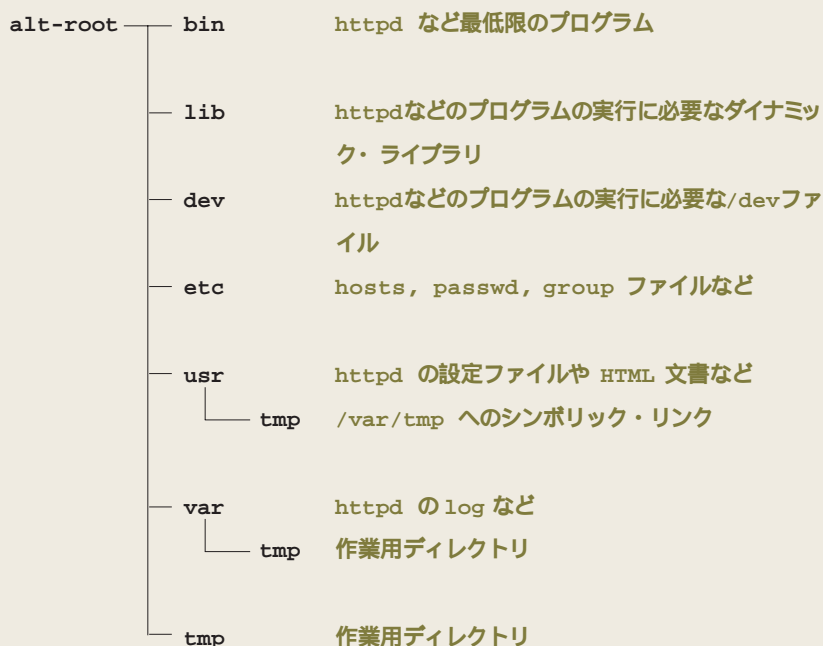 alt-root bin httpd など最低限のプログラム
lib httpdなどのプログラムの実行に必要なダイナミッ
ク・ライブラリ
dev httpdなどのプログラムの実行に必要な/devファ
イル
etc hosts, passwd, group ファイルなど
usr httpd の設定ファイルや HTML 文書など
tmp /var/tmp へのシンボリック・リンク
var httpd の log など
tmp 作業用ディレクトリ
tmp 作業用ディレクトリ